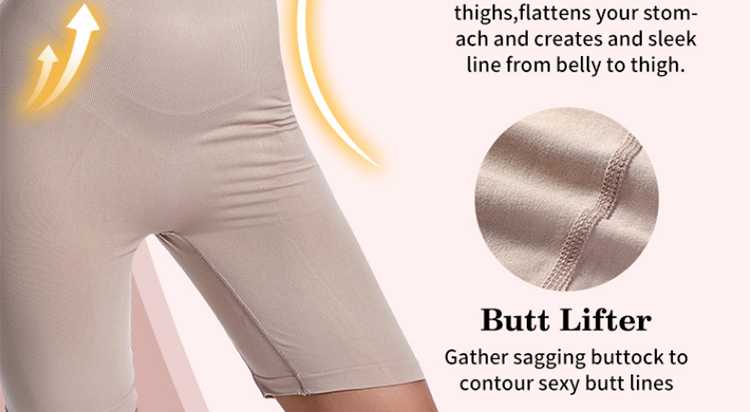 thighs,flattens your stom-
ach and creates and sleek
line from belly to thigh.
Butt Lifter
Gather sagging buttock to
contour sexy butt lines